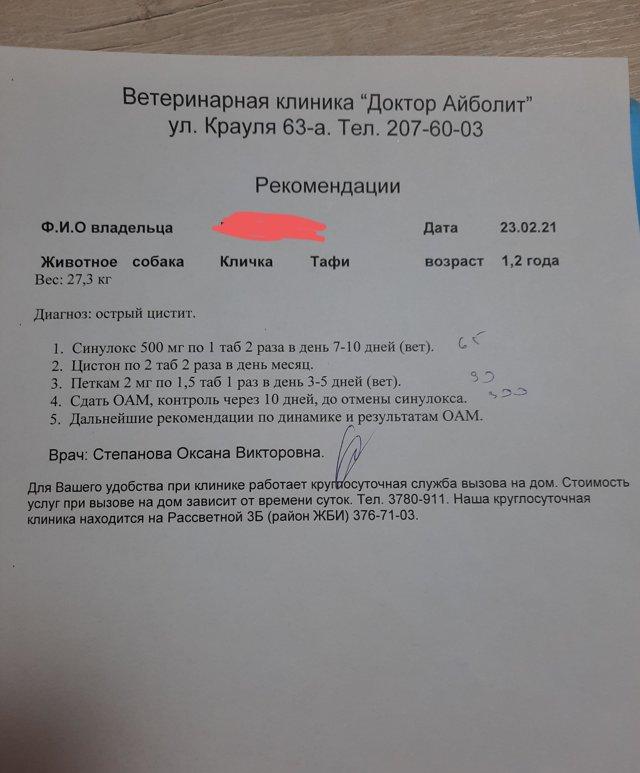 Ветеринарная клиника “Доктор Айболит”
ул. Крауля 63-а. Тел. 207-60-03
Рекомендации
Ф.И.О владельца Дата 23.02.21
Животное собака Кличка Тафи возраст 1,2 года
Вес: 27,3 кг
Диагноз: острый цистит.
1. Синулокс 500 мг по 1 таб 2 раза в день 7-10 дней (вет).
2. Цистон по 2 таб 2 раза в день месяц.
3. Петкам 2 мг по 1,5 таб 1 раз в день 3-5 дней (вет).
4. Сдать ОАМ, контроль через 10 дней, до отмены синулокса.
5. Дальнейшие рекомендации по динамике и результатам ОАМ.
Врач: Степанова Оксана Викторовна.
Для Вашего удобства при клинике работает круглосуточная служба вызова на дом. Стоимость
услуг при вызове на дом зависит от времени суток. Тел. 3780-911. Наша круглосуточная
клиника находится на Рассветной 3Б (район ЖБИ) 376-71-03.